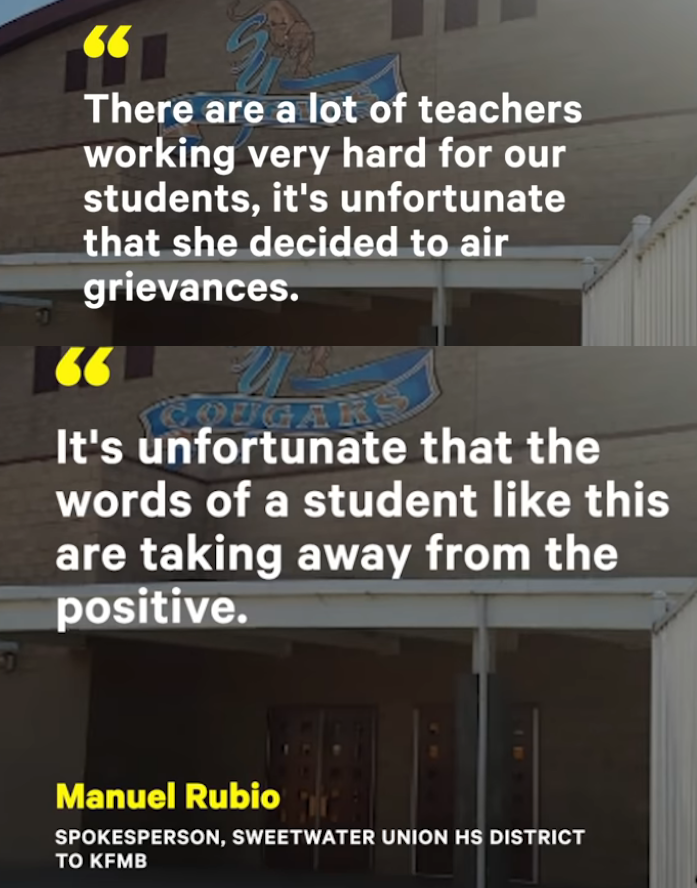 “
There are a lot of teachers
working very hard for our
students, it's unfortunate
that she decided to air
grievances.
“
COUGARS
It's unfortunate that the
words of a student like this
are taking away from the
positive.
Manuel Rubio
SPOKESPERSON, SWEETWATER UNION HS DISTRICT
TO KFMB